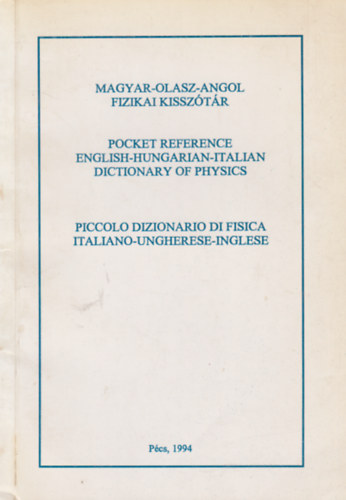 MAGYAR-OLASZ-ANGOL
FIZIKAI KISSZÓTÁR
POCKET REFERENCE
ENGLISH-HUNGARIAN-ITALIAN
DICTIONARY OF PHYSICS
PICCOLO DIZIONARIO DI FISICA
ITALIANO-UNGHERESE-INGLESE
Pécs, 1994